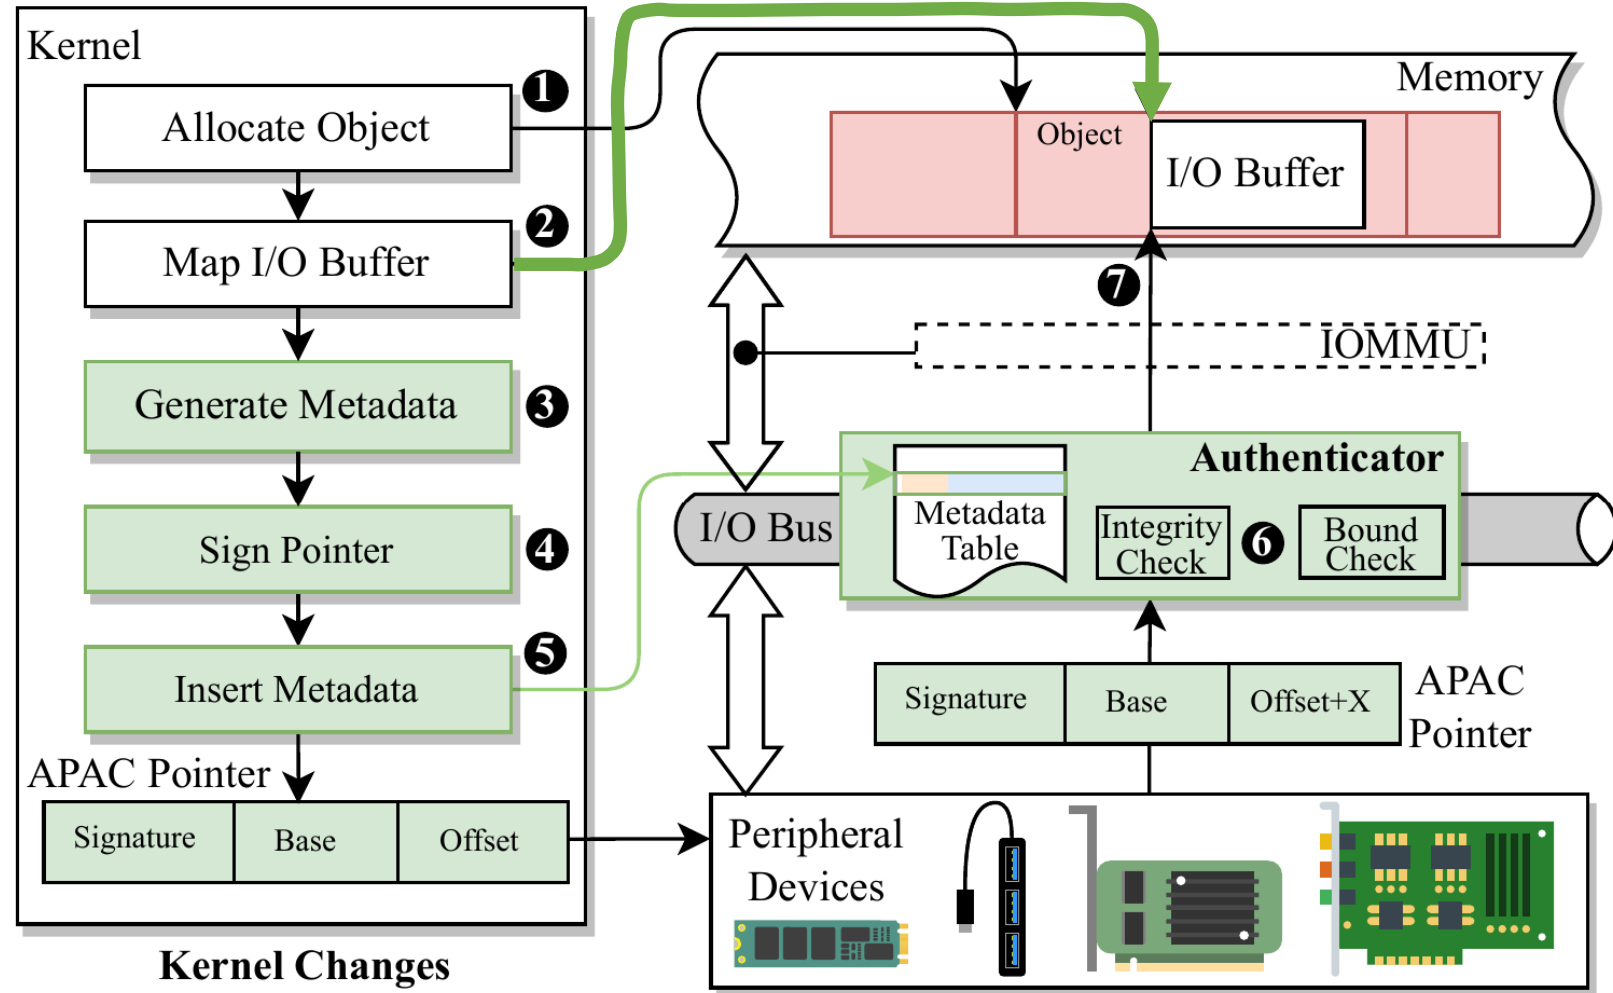 Kernel
1
Allocate Object
2
Map I/O Buffer
3
Generate Metadata
4
Sign Pointer
5
Insert Metadata
APAC Pointer
Signature
Base
Offset
Kernel Changes
Memory
Object
I/O Buffer
7
IOMMU
Authenticator
I/O Bus
Metadata
Table
Integrity
Check
6
Bound
Check
Signature
Base
Offset+X
APAC
Pointer
Peripheral
Devices